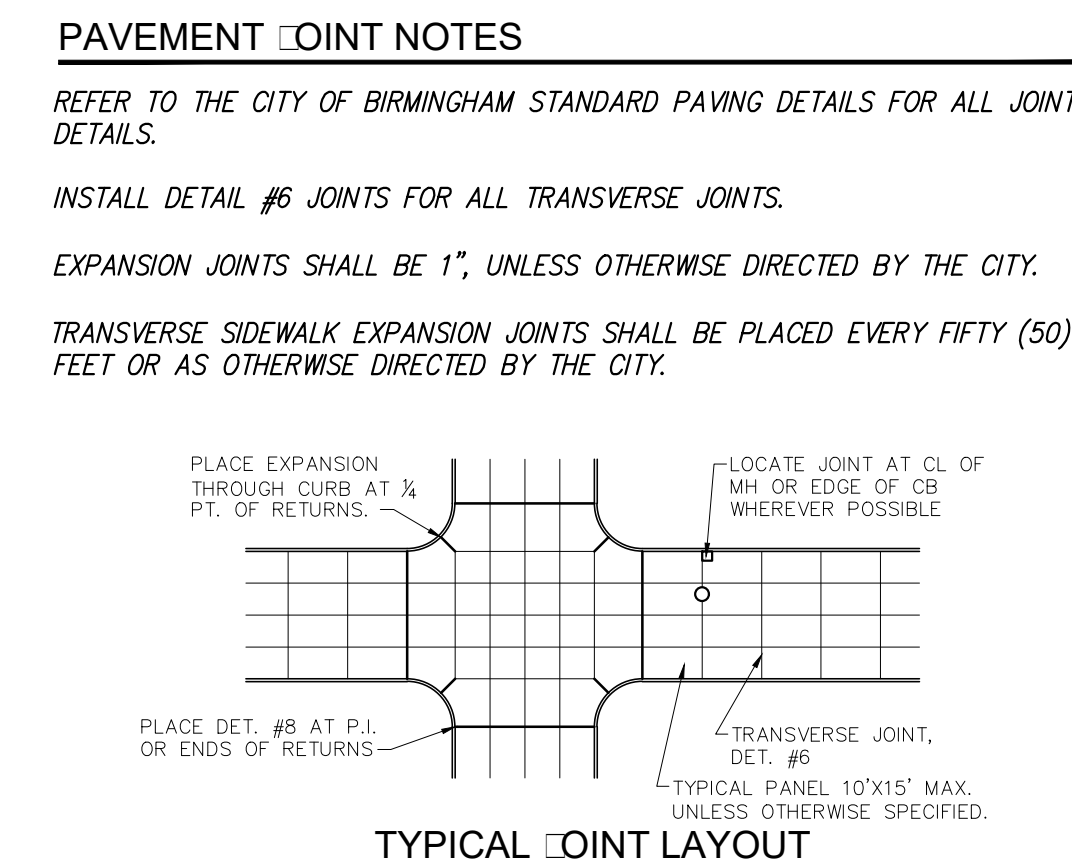 PAVEMENT □OINT NOTES
REFER TO THE CITY OF BIRMINGHAM STANDARD PAVING DETAILS FOR ALL JOINT
DETAILS.
INSTALL DETAIL #6 JOINTS FOR ALL TRANSVERSE JOINTS.
EXPANSION JOINTS SHALL BE 1", UNLESS OTHERWISE DIRECTED BY THE CITY.
TRANSVERSE SIDEWALK EXPANSION JOINTS SHALL BE PLACED EVERY FIFTY (50)
FEET OR AS OTHERWISE DIRECTED BY THE CITY.
PLACE EXPANSION
THROUGH CURB AT ¼
PT. OF RETURNS.
LOCATE JOINT AT CL OF
MH OR EDGE OF CB
WHEREVER POSSIBLE
PLACE DET. #8 AT P.I.
OR ENDS OF RETURNS
TRANSVERSE JOINT,
DET. #6
TYPICAL PANEL 10'X15' MAX.
UNLESS OTHERWISE SPECIFIED.
TYPICAL □OINT LAYOUT